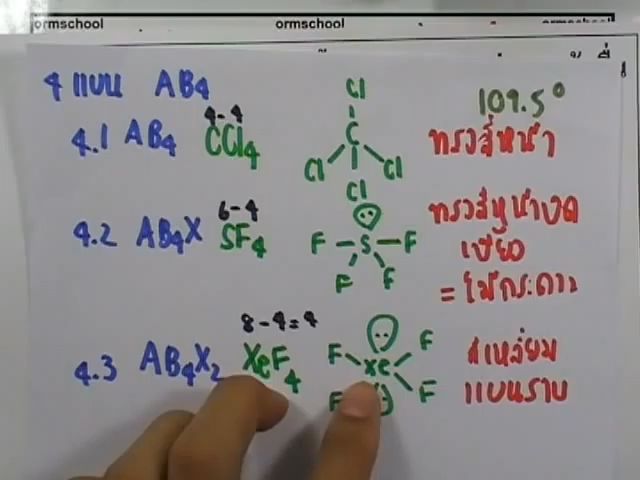 ormschool ormschool ormschool
4 แบบ AB4
109.5°
4.1 AB4 4-4 CCl4
Cl
C
Cl Cl
Cl
ทรงสี่หน้า
4.2 AB4X 6-4 SF4
F S F
F F
ทรงสี่หน้าบิด
เบี้ยว
= ไม้กระดาน
4.3 AB4X2 8-4=4 XeF4
F Xe F
F F
สี่เหลี่ยม
แบนราบ